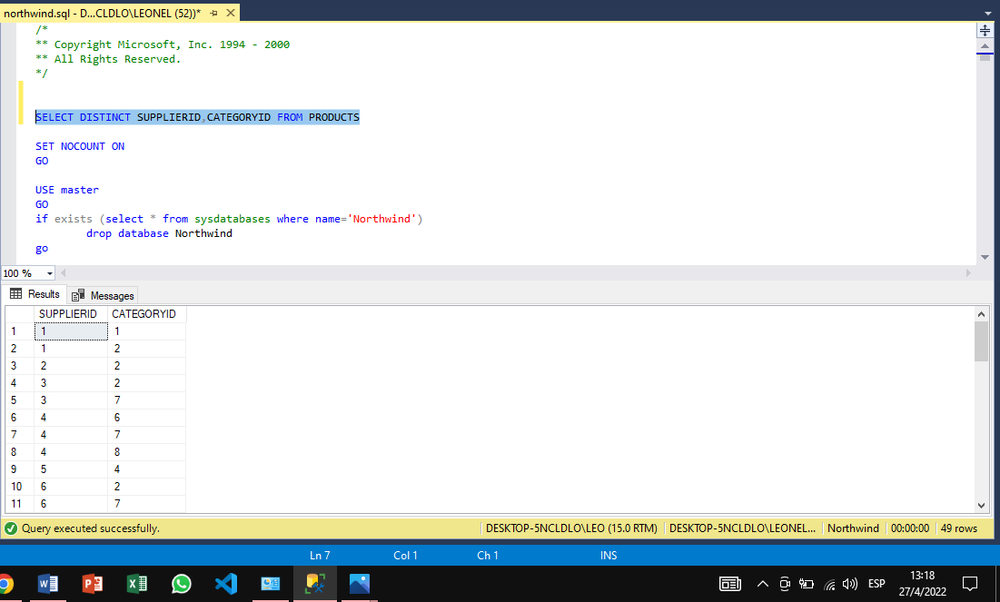 northwind.sql - D...CLDLO\LEONEL (52))*
/*
** Copyright Microsoft, Inc. 1994 - 2000
** All Rights Reserved.
*/
SELECT DISTINCT SUPPLIERID,CATEGORYID FROM PRODUCTS
SET NOCOUNT ON
GO
USE master
GO
if exists (select * from sysdatabases where name='Northwind')
drop database Northwind
go
100 %
Results Messages
SUPPLIERID CATEGORYID
1 1 1
2 1 2
3 2 2
4 3 2
5 3 7
6 4 6
7 4 7
8 4 8
9 5 4
10 6 2
11 6 7
Query executed successfully. DESKTOP-5NCLDLO\LEO (15.0 RTM) DESKTOP-5NCLDLO\LEONEL... Northwind 00:00:00 49 rows
Ln 7 Col 1 Ch 1 INS
ESP 13:18
27/4/2022